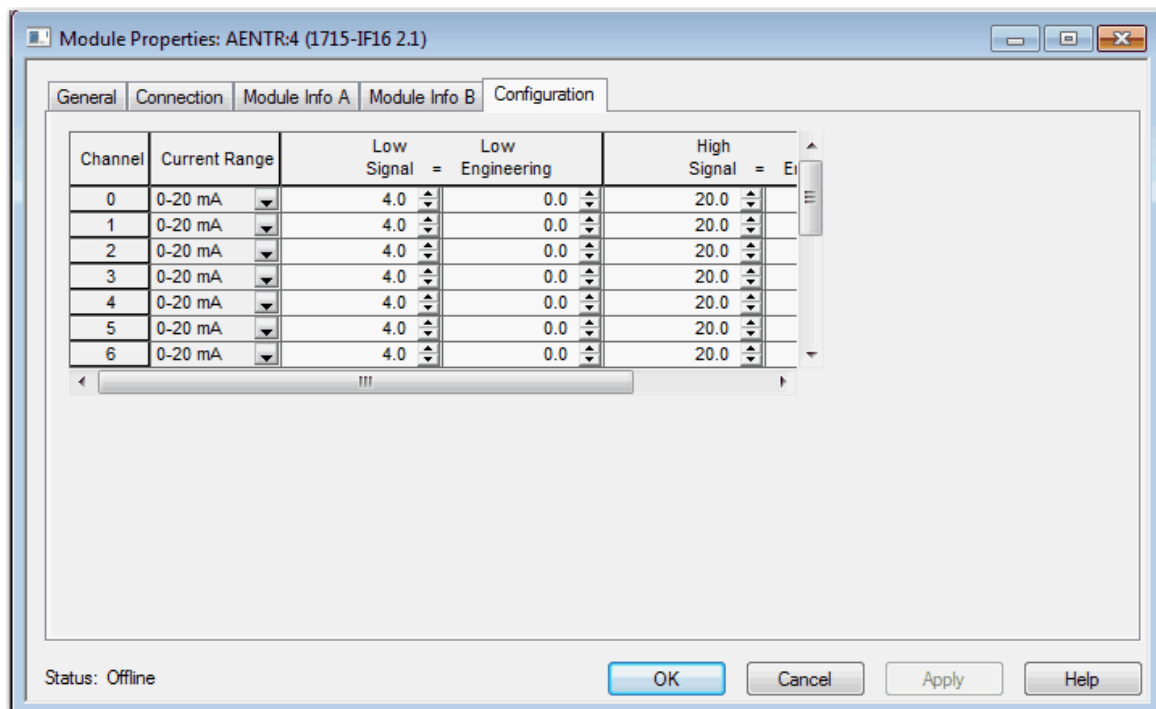 Module Properties: AENTR:4 (1715-IF16 2.1)
General Connection Module Info A Module Info B Configuration
Channel Current Range Low Signal = Low Engineering High Signal =
0 0-20 mA 4.0 0.0 20.0
1 0-20 mA 4.0 0.0 20.0
2 0-20 mA 4.0 0.0 20.0
3 0-20 mA 4.0 0.0 20.0
4 0-20 mA 4.0 0.0 20.0
5 0-20 mA 4.0 0.0 20.0
6 0-20 mA 4.0 0.0 20.0
Status: Offline OK Cancel Apply Help